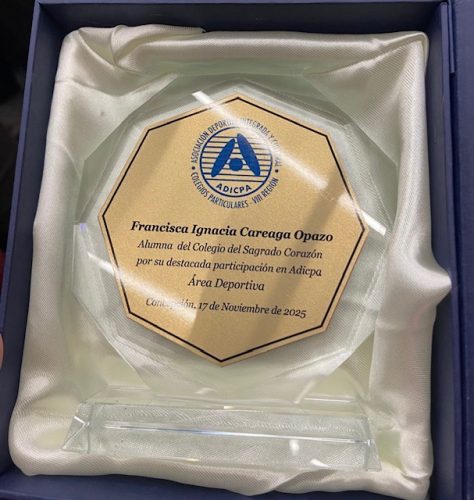 ASOCIACIÓN DEPORTIVA INTEGRADA Y CULTURAL
ADICPA
COLEGIOS PARTICULARES - VIII REGIÓN
Francisca Ignacia Careaga Opazo
Alumna del Colegio del Sagrado Corazón
por su destacada participación en Adicpa
Área Deportiva
Concepción, 17 de Noviembre de 2025